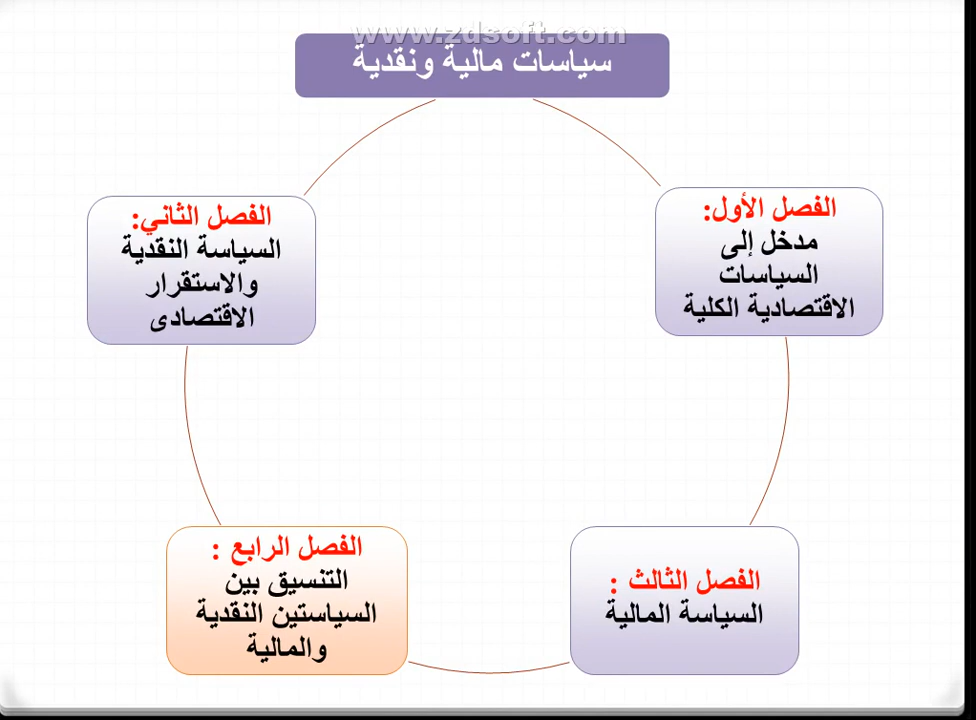 www.zdsoft.com
سياسات مالية ونقدية
الفصل الأول:
مدخل إلى
السياسات
الاقتصادية الكلية
الفصل الثاني:
السياسة النقدية
والاستقرار
الاقتصادى
الفصل الثالث :
السياسة المالية
الفصل الرابع :
التنسيق بين
السياستين النقدية
والمالية